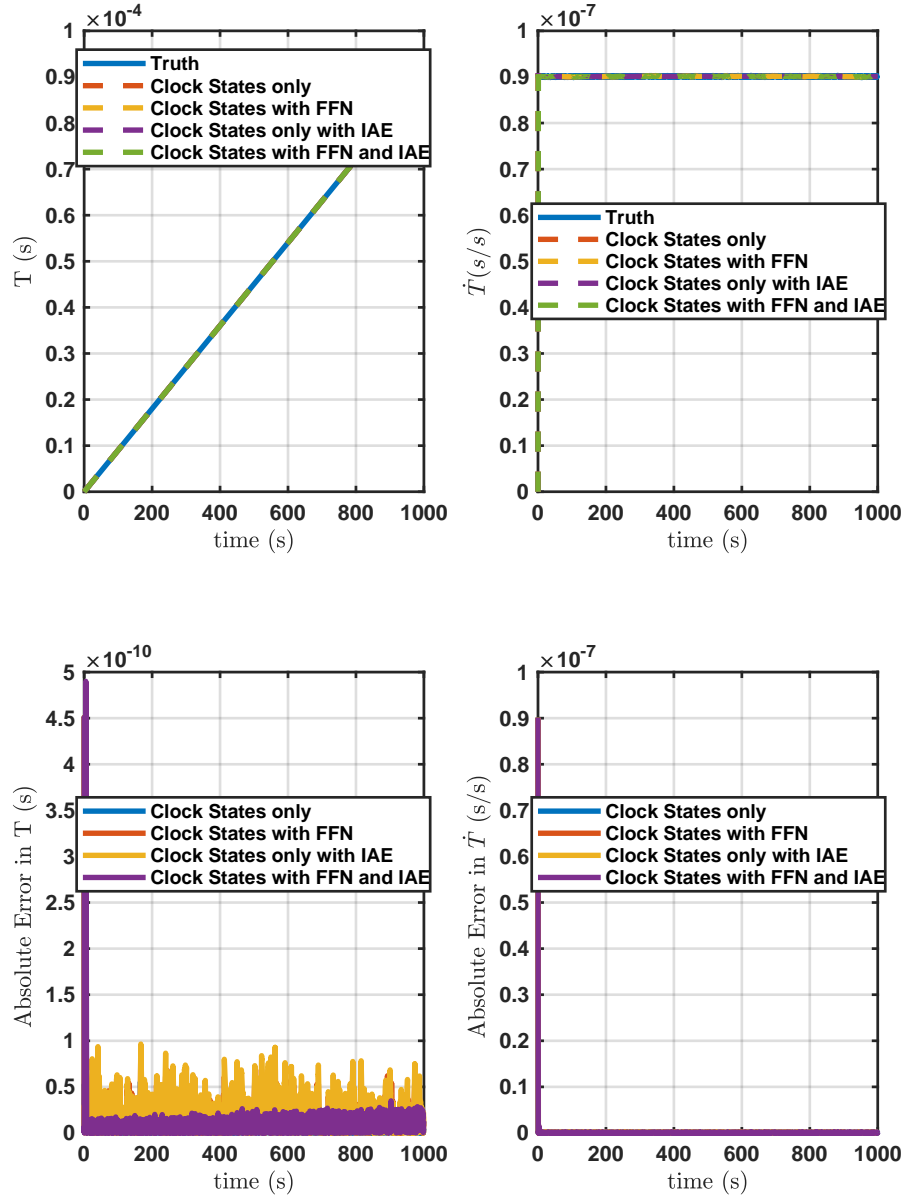 ×10-4
1
0.9
0.7
0.6
0.5
0.4
0.3
0.2
0.1
0
T (s)
Truth
Clock States only
Clock States with FFN
Clock States only with IAE
Clock States with FFN and IAE
0 200 400 600 800 1000
time (s)
×10-7
1
0.9
0.8
0.7
0.6
0.5
0.4
0.3
0.2
0.1
0
Ṫ(s/s)
Truth
Clock States only
Clock States with FFN
Clock States only with IAE
Clock States with FFN and IAE
0 200 400 600 800 1000
time (s)
×10-10
5
4.5
4
3.5
3
2.5
2
1.5
1
0.5
0
Absolute Error in T (s)
Clock States only
Clock States with FFN
Clock States only with IAE
Clock States with FFN and IAE
0 200 400 600 800 1000
time (s)
×10-7
1
0.9
0.8
0.7
0.6
0.5
0.4
0.3
0.2
0.1
0
Absolute Error in Ṫ (s/s)
Clock States only
Clock States with FFN
Clock States only with IAE
Clock States with FFN and IAE
0 200 400 600 800 1000
time (s)